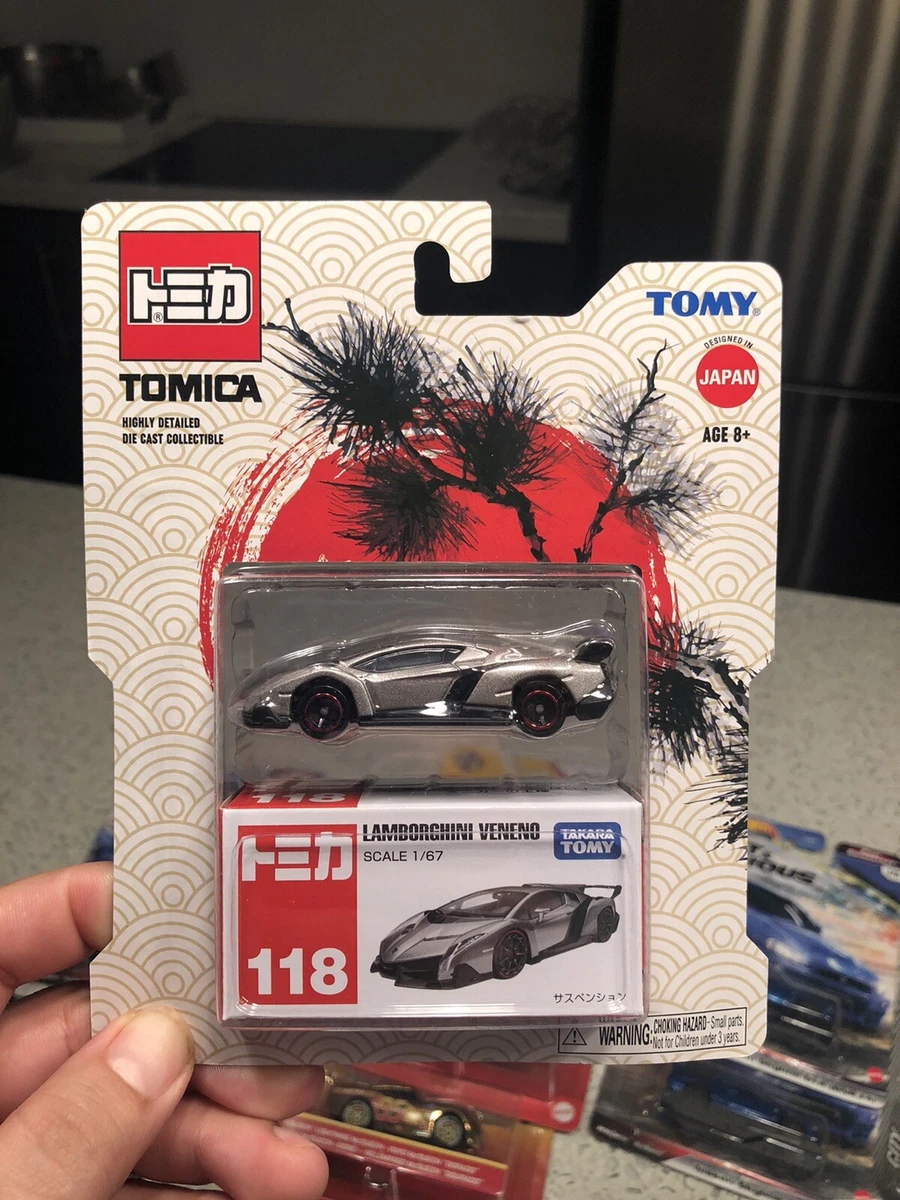 トミカ®
TOMICA
HIGHLY DETAILED
DIE CAST COLLECTIBLE
TOMY®
DESIGNED IN
JAPAN
AGE 8+
118
LAMBORGHINI VENENO
SCALE 1/67
TAKARA
TOMY
トミカ
118
サスペンション
WARNING: CHOKING HAZARD - Small parts.
Not for Children under 3 years.